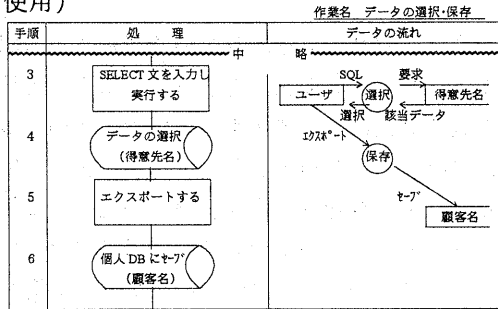 使用）
作業名 データの選択・保存
手順 処 理 データの流れ
中 略
3 SELECT 文を入力し
実行する
SQL 要求
ユーザ 選択 得意先名
選択 該当データ
4 データの選択
（得意先名）
エクスポート
保存
5 エクスポートする
セーブ
顧客名
6 個人 DB にセーブ
（顧客名）